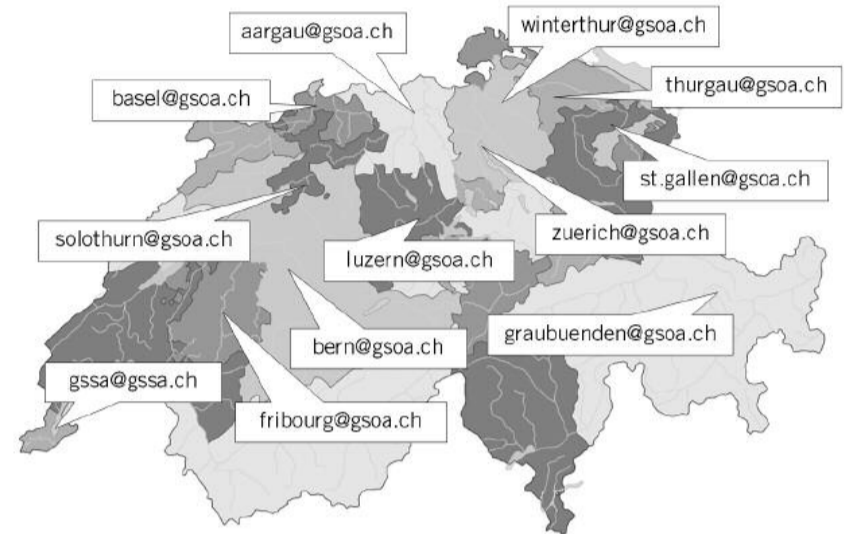 winterthur@gsoa.ch
aargau@gsoa.ch
thurgau@gsoa.ch
basel@gsoa.ch
st.gallen@gsoa.ch
zuerich@gsoa.ch
solothurn@gsoa.ch
luzern@gsoa.ch
graubuenden@gsoa.ch
bern@gsoa.ch
gssa@gssa.ch
fribourg@gsoa.ch